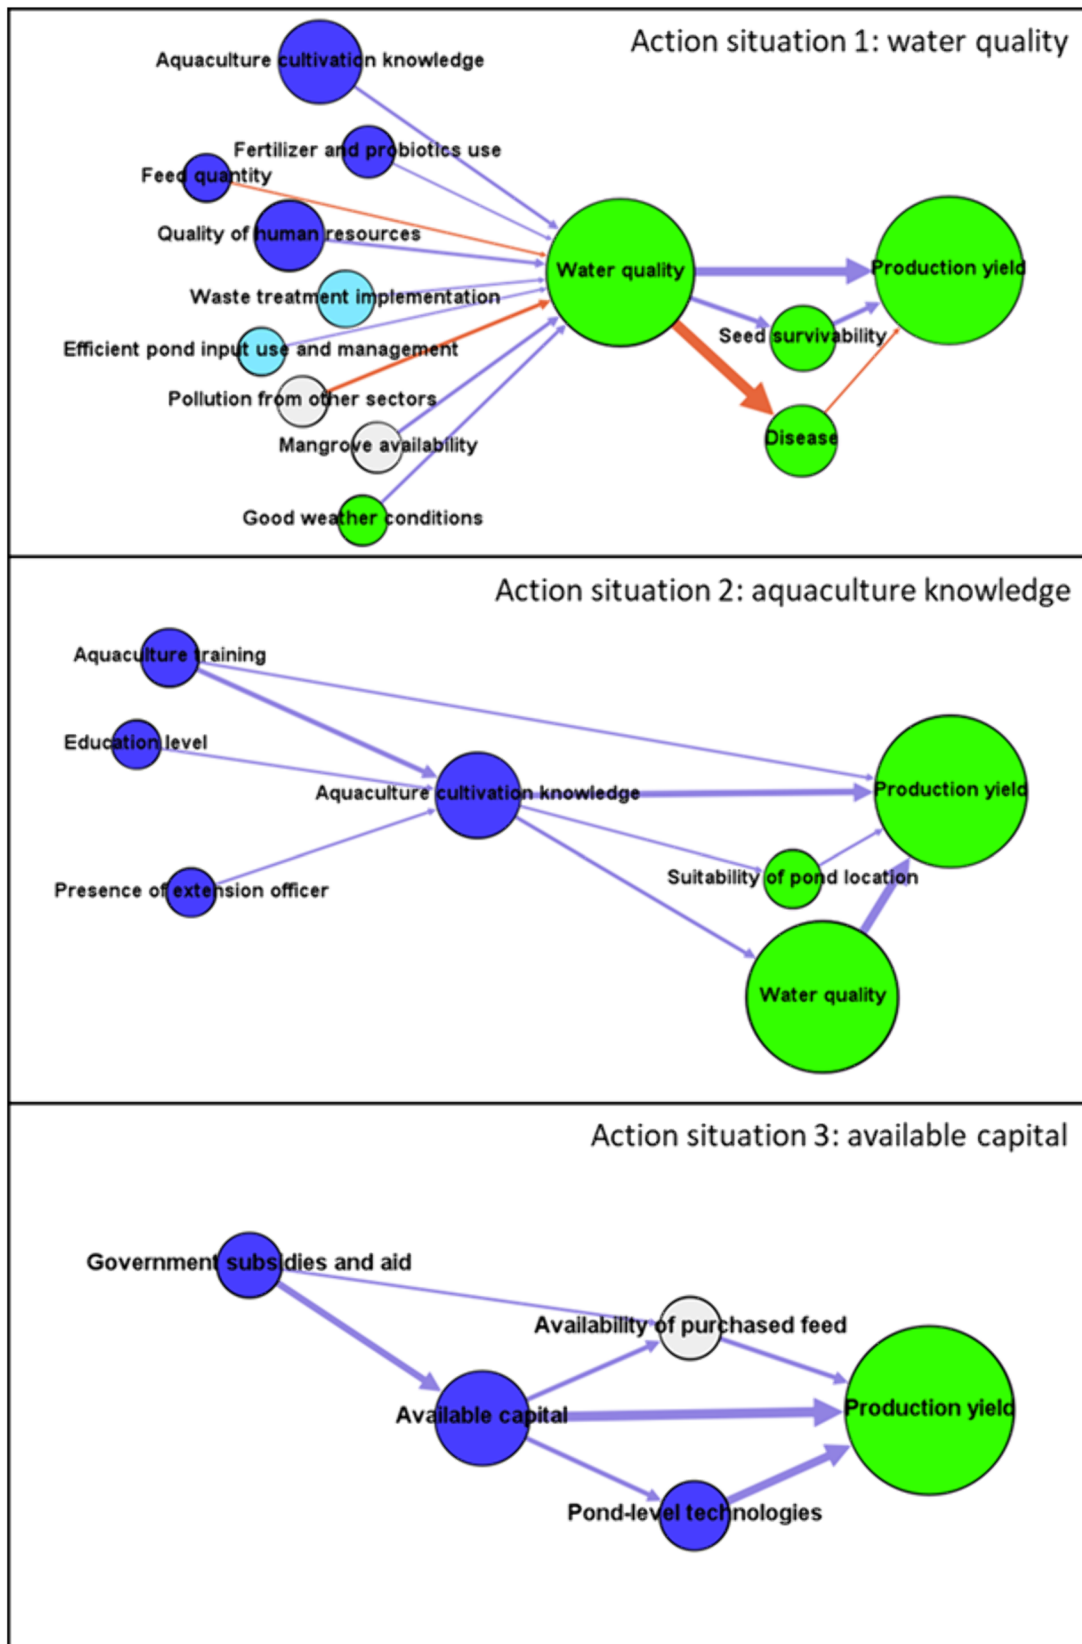 Action situation 1: water quality
Aquaculture cultivation knowledge
Fertilizer and probiotics use
Feed quantity
Quality of human resources
Waste treatment implementation
Efficient pond input use and management
Pollution from other sectors
Mangrove availability
Good weather conditions
Water quality
Production yield
Seed survivability
Disease
Action situation 2: aquaculture knowledge
Aquaculture training
Education level
Aquaculture cultivation knowledge
Presence of extension officer
Production yield
Suitability of pond location
Water quality
Action situation 3: available capital
Government subsidies and aid
Availability of purchased feed
Available capital
Production yield
Pond-level technologies